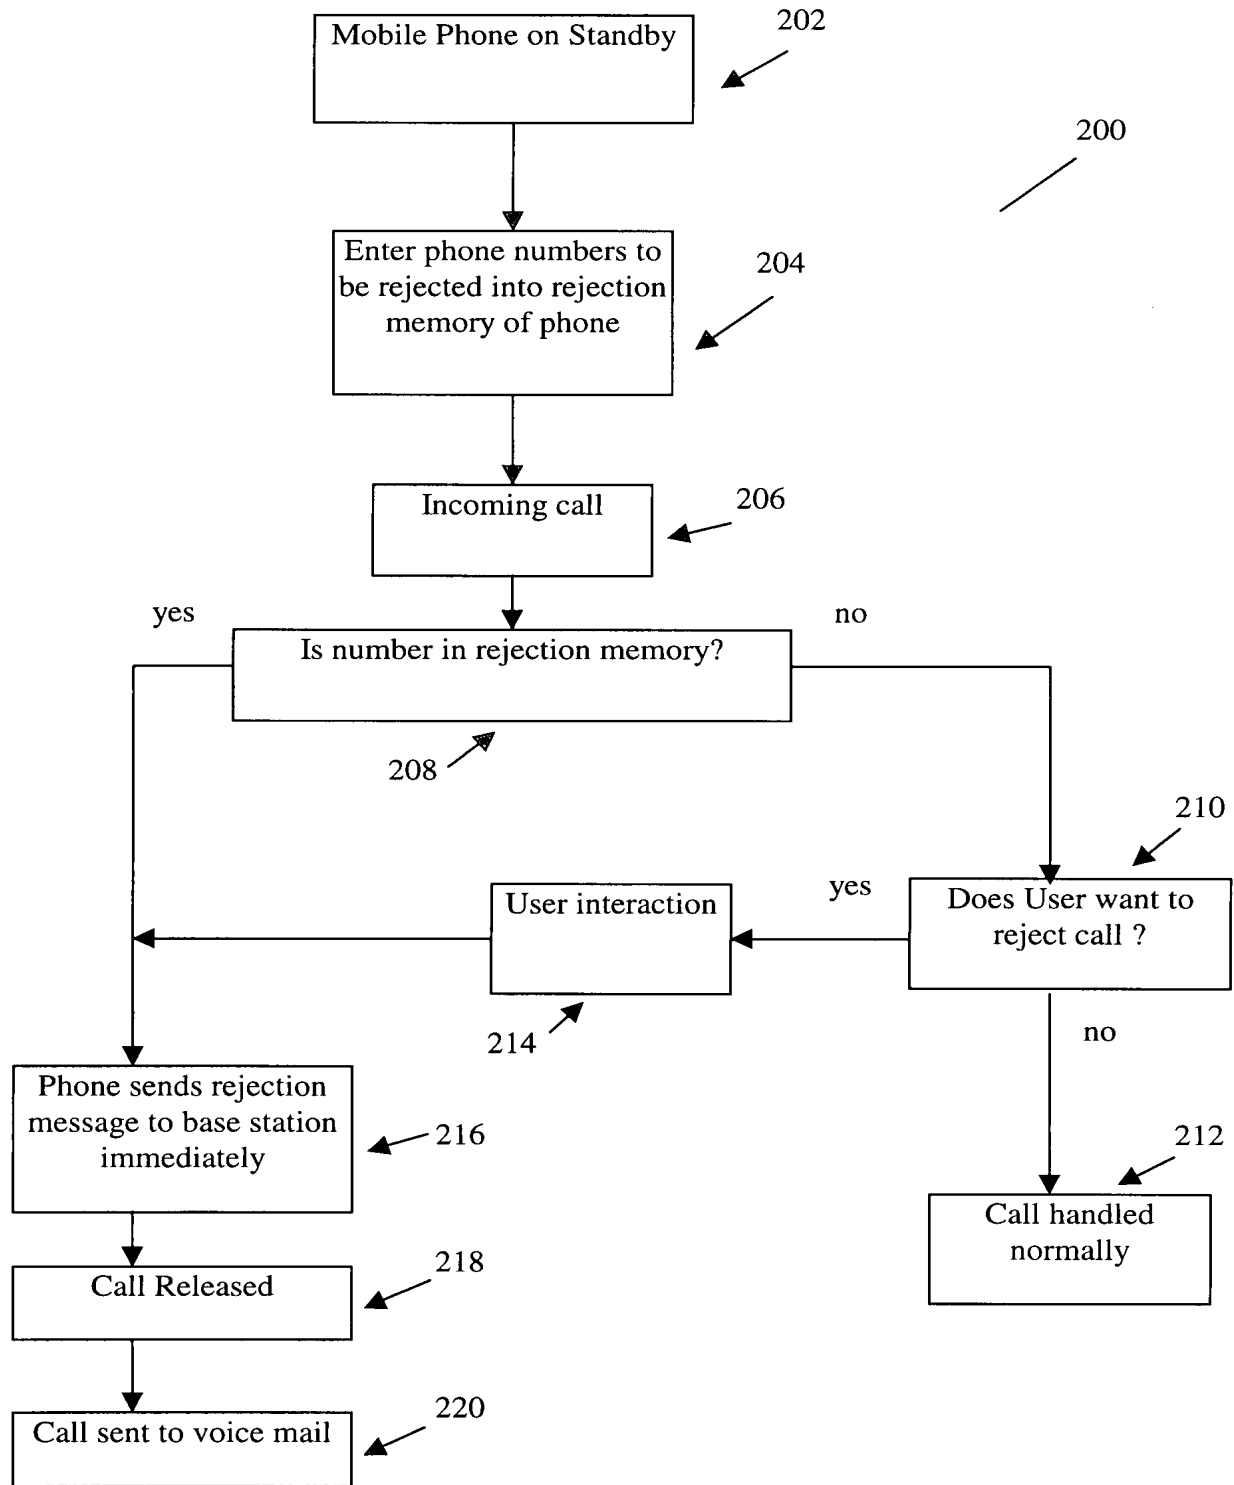 Mobile Phone on Standby
202
200
Enter phone numbers to
be rejected into rejection
memory of phone
204
Incoming call
206
yes
no
Is number in rejection memory?
208
210
Does User want to
reject call ?
yes
User interaction
214
no
Phone sends rejection
message to base station
immediately
216
212
Call handled
normally
Call Released
218
Call sent to voice mail
220